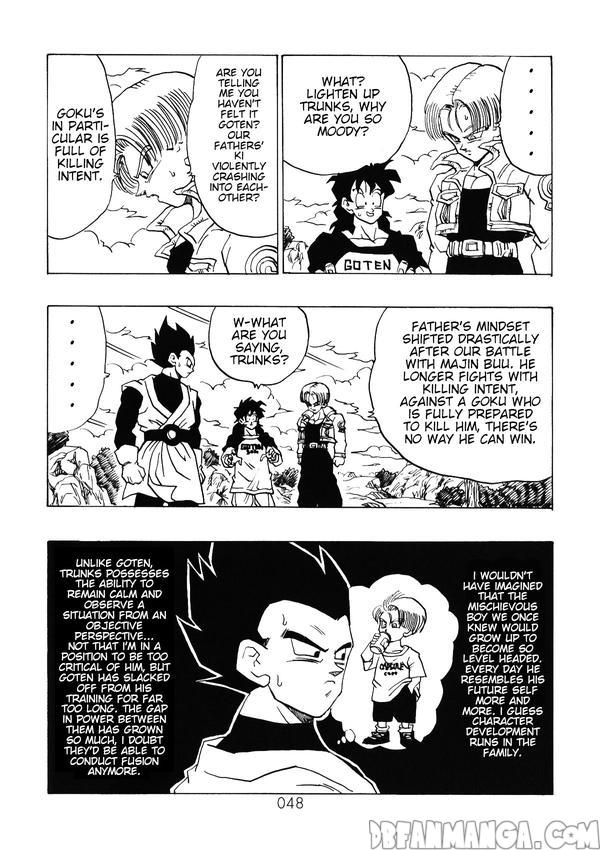 . . . .
WHAT?
LIGHTEN UP
TRUNKS, WHY
ARE YOU SO
MOODY?
GOTEN
ARE YOU
TELLING
ME YOU
HAVEN'T
FELT IT
GOTEN?
OUR
FATHERS'
KI
VIOLENTLY
CRASHING
INTO EACH-
OTHER?
GOKU'S
IN PARTI-
CULAR IS
FULL OF
KILLING
INTENT.
FATHER'S MINDSET
SHIFTED DRASTICALLY
AFTER OUR BATTLE
WITH MAJIN BUU. HE
LONGER FIGHTS WITH
KILLING INTENT,
AGAINST A GOKU WHO
IS FULLY PREPARED
TO KILL HIM, THERE'S
NO WAY HE CAN WIN.
W-WHAT
ARE YOU
SAYING,
TRUNKS?
GOTEN
. . . .
I WOULDN'T
HAVE IMAGINED
THAT THE
MISCHIEVOUS
BOY WE ONCE
KNEW WOULD
GROW UP TO
BECOME SO
LEVEL HEADED.
EVERY DAY HE
RESEMBLES HIS
FUTURE SELF
MORE AND
MORE. I GUESS
CHARACTER
DEVELOPMENT
RUNS IN THE
FAMILY.
CAPSULE
CORP
UNLIKE GOTEN,
TRUNKS POSSESSES
THE ABILITY TO
REMAIN CALM AND
OBSERVE A
SITUATION FROM AN
OBJECTIVE
PERSPECTIVE...
NOT THAT I'M IN A
POSITION TO BE TOO
CRITICAL OF HIM, BUT
GOTEN HAS SLACKED
OFF FROM HIS
TRAINING FOR FAR
TOO LONG. THE GAP
IN POWER BETWEEN
THEM HAS GROWN
SO MUCH, I DOUBT
THEY'D BE ABLE TO
CONDUCT FUSION
ANYMORE.
048
DBFANMANGA.COM